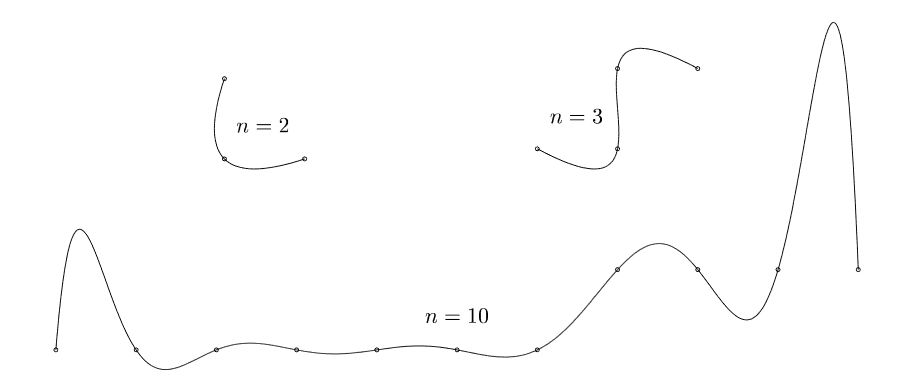 n = 2
n = 3
n = 10